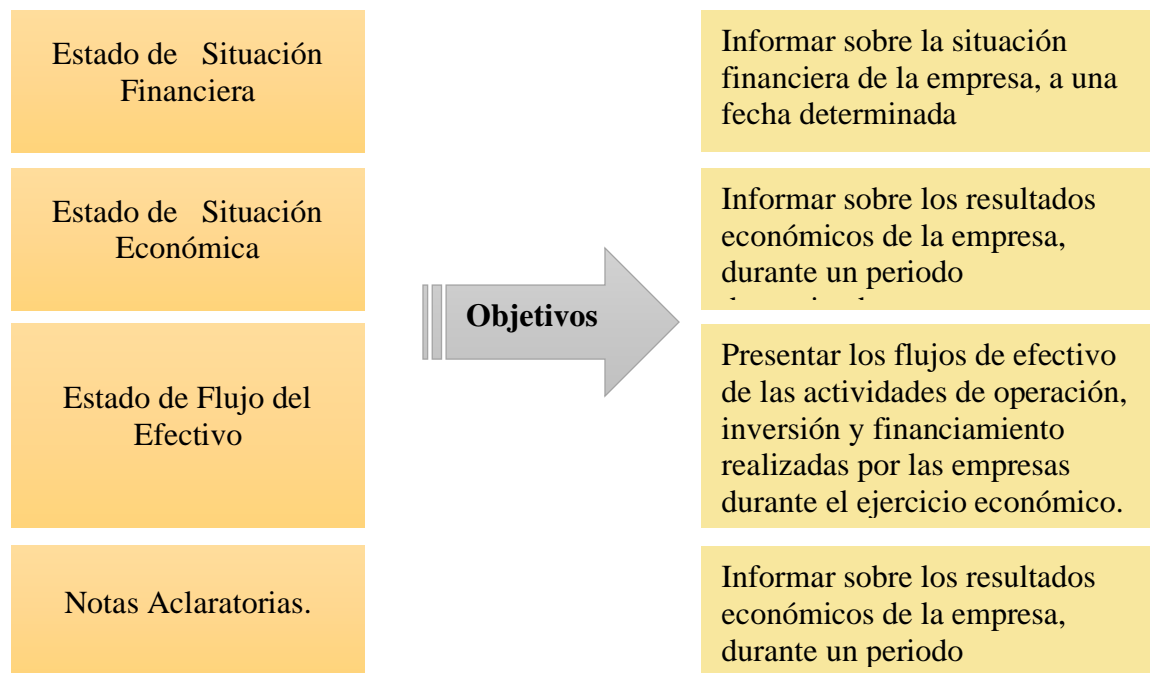 Estado de Situación
Financiera
Informar sobre la situación
financiera de la empresa, a una
fecha determinada
Estado de Situación
Económica
Informar sobre los resultados
económicos de la empresa,
durante un periodo
Objetivos
Estado de Flujo del
Efectivo
Presentar los flujos de efectivo
de las actividades de operación,
inversión y financiamiento
realizadas por las empresas
durante el ejercicio económico.
Notas Aclaratorias.
Informar sobre los resultados
económicos de la empresa,
durante un periodo